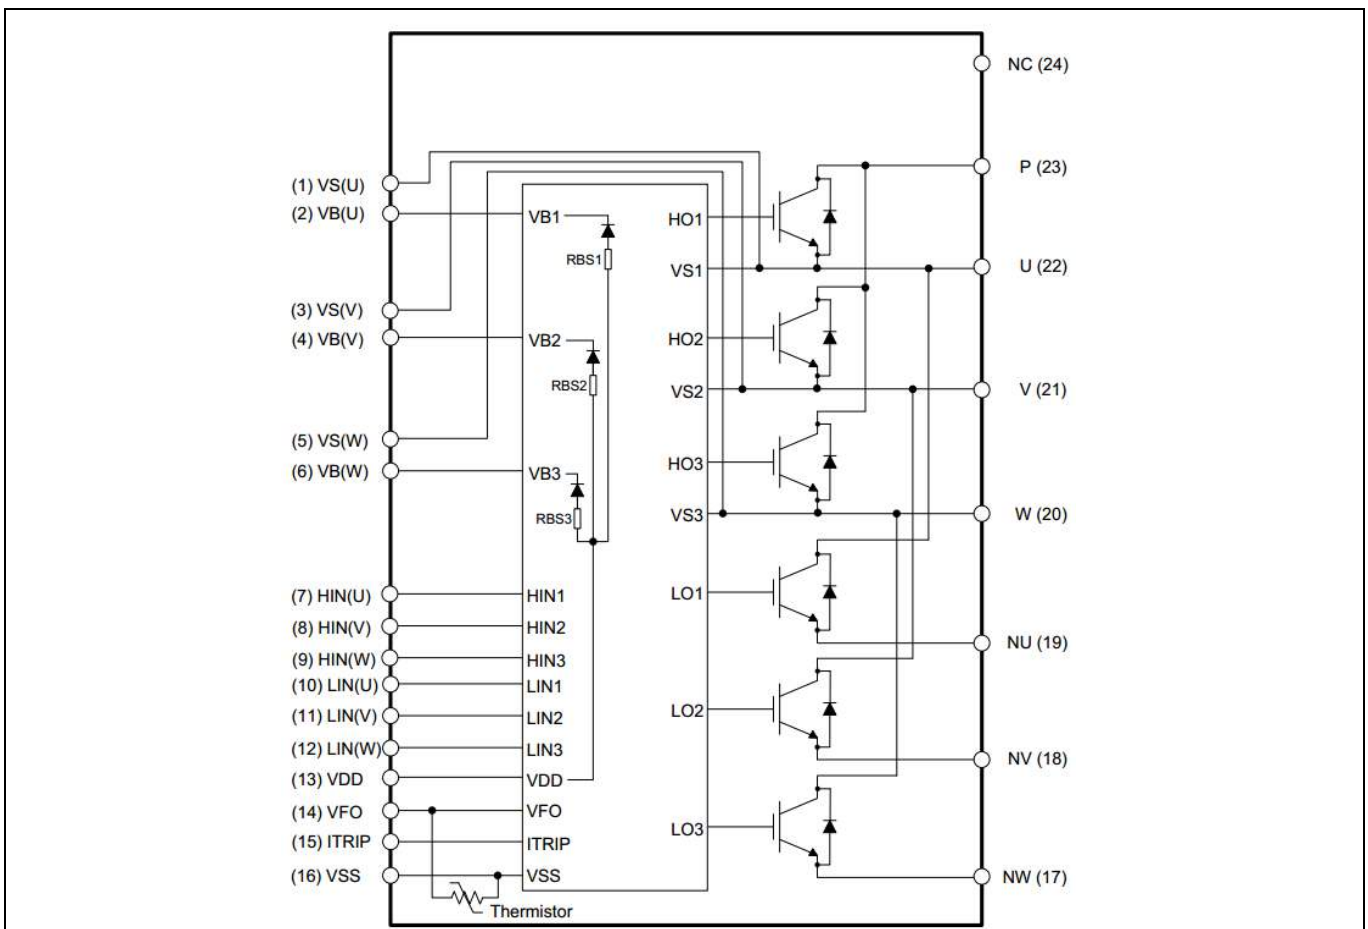 NC (24)
P (23)
(1) VS(U)
(2) VB(U)
VB1
HO1
RBS1
VS1
U (22)
(3) VS(V)
(4) VB(V)
VB2
HO2
RBS2
VS2
V (21)
(5) VS(W)
(6) VB(W)
VB3
HO3
RBS3
VS3
W (20)
(7) HIN(U)
HIN1
LO1
(8) HIN(V)
HIN2
(9) HIN(W)
HIN3
NU (19)
(10) LIN(U)
LIN1
(11) LIN(V)
LIN2
LO2
(12) LIN(W)
LIN3
NV (18)
(13) VDD
VDD
(14) VFO
VFO
LO3
(15) ITRIP
ITRIP
(16) VSS
VSS
NW (17)
Thermistor